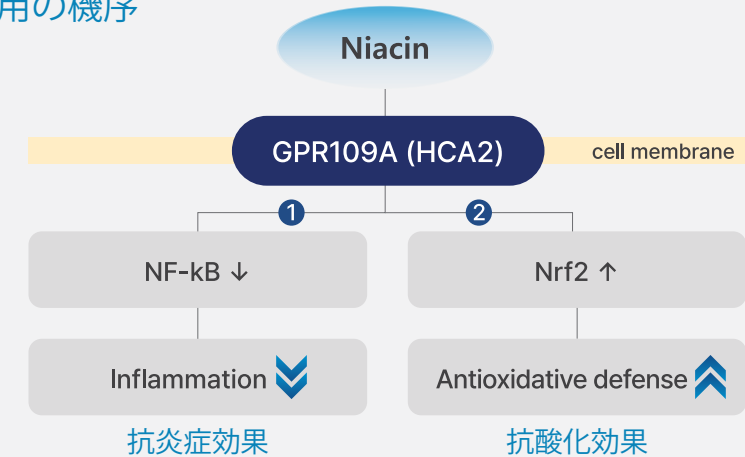 用の機序
Niacin
GPR109A (HCA2)
cell membrane
1
2
NF-kB ↓
Nrf2 ↑
Inflammation
Antioxidative defense
抗炎症効果
抗酸化効果